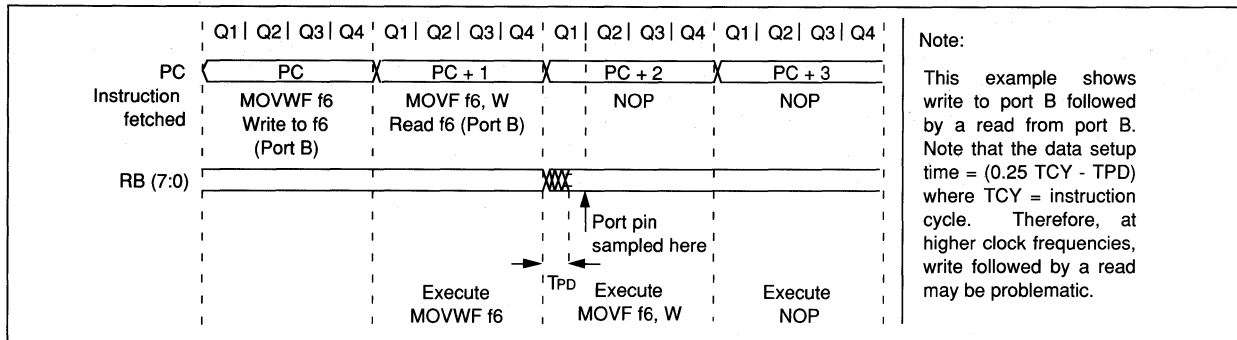 Q1| Q2| Q3| Q4 Q1| Q2| Q3| Q4 Q1| Q2| Q3| Q4 Q1| Q2| Q3| Q4
PC PC PC + 1 PC + 2 PC + 3
Instruction fetched
MOVWF f6
Write to f6
(Port B)
MOVF f6, W
Read f6 (Port B)
NOP
NOP
RB (7:0)
Port pin
sampled here
TPD
Execute
MOVWF f6
Execute
MOVF f6, W
Execute
NOP
Note:
This example shows
write to port B followed
by a read from port B.
Note that the data setup
time = (0.25 TCY - TPD)
where TCY = instruction
cycle. Therefore, at
higher clock frequencies,
write followed by a read
may be problematic.